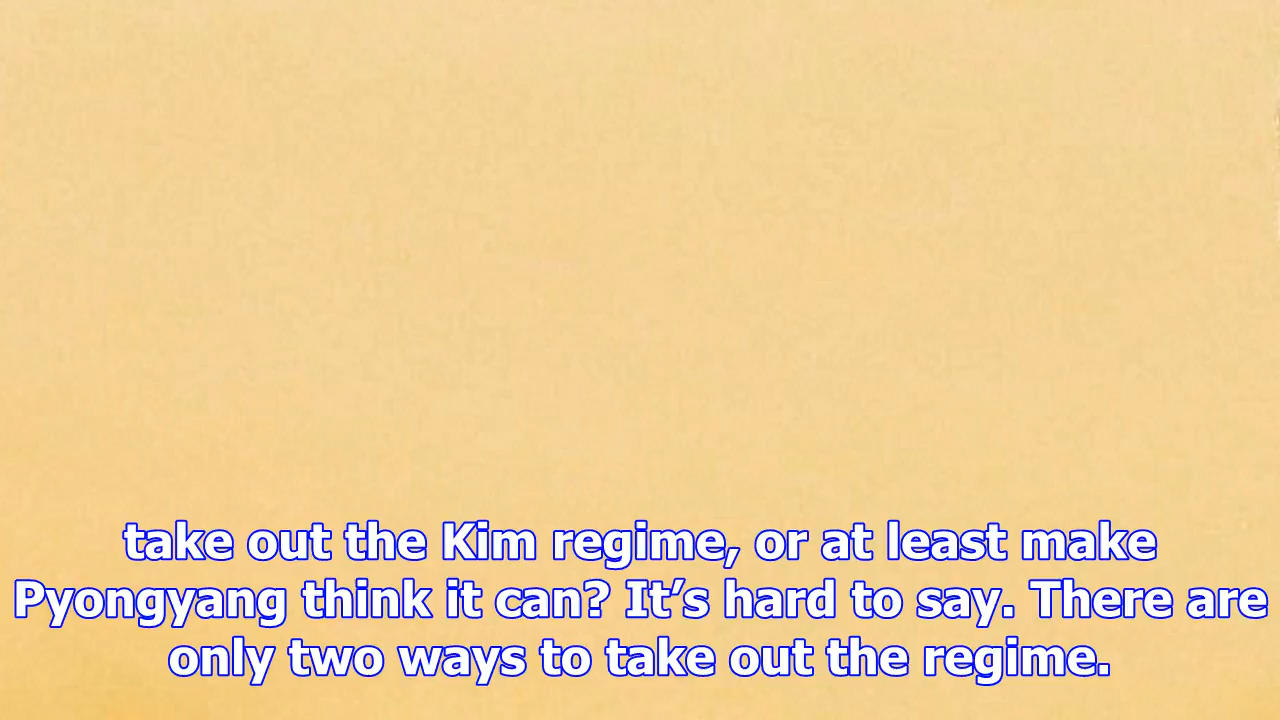 take out the Kim regime, or at least make
Pyongyang think it can? It’s hard to say. There are
only two ways to take out the regime.